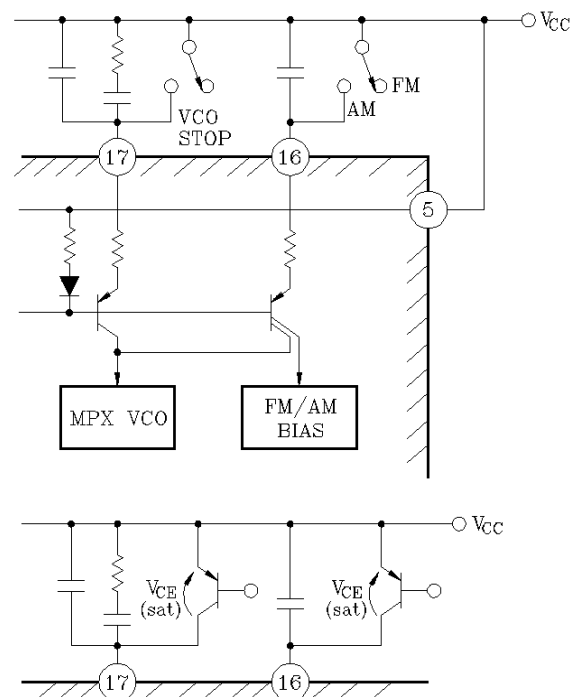 VCC
FM
AM
VCO
STOP
17
16
5
MPX VCO
FM/AM
BIAS
VCC
VCE
(sat)
VCE
(sat)
17
16